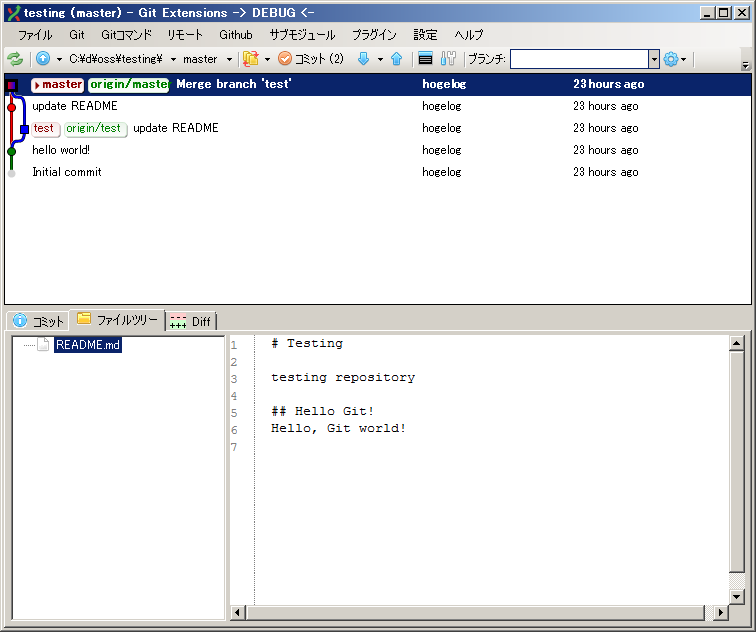 testing (master) - Git Extensions -> DEBUG <-
ファイル Git Gitコマンド リモート Github サブモジュール プラグイン 設定 ヘルプ
C:¥d¥oss¥testing¥ master コミット (2) ブランチ:
master origin/master Merge branch 'test' hogelog 23 hours ago
update README hogelog 23 hours ago
test origin/test update README hogelog 23 hours ago
hello world! hogelog 23 hours ago
Initial commit hogelog 23 hours ago
コミット ファイルツリー Diff
README.md
1 # Testing
2
3 testing repository
4
5 ## Hello Git!
6 Hello, Git world!
7